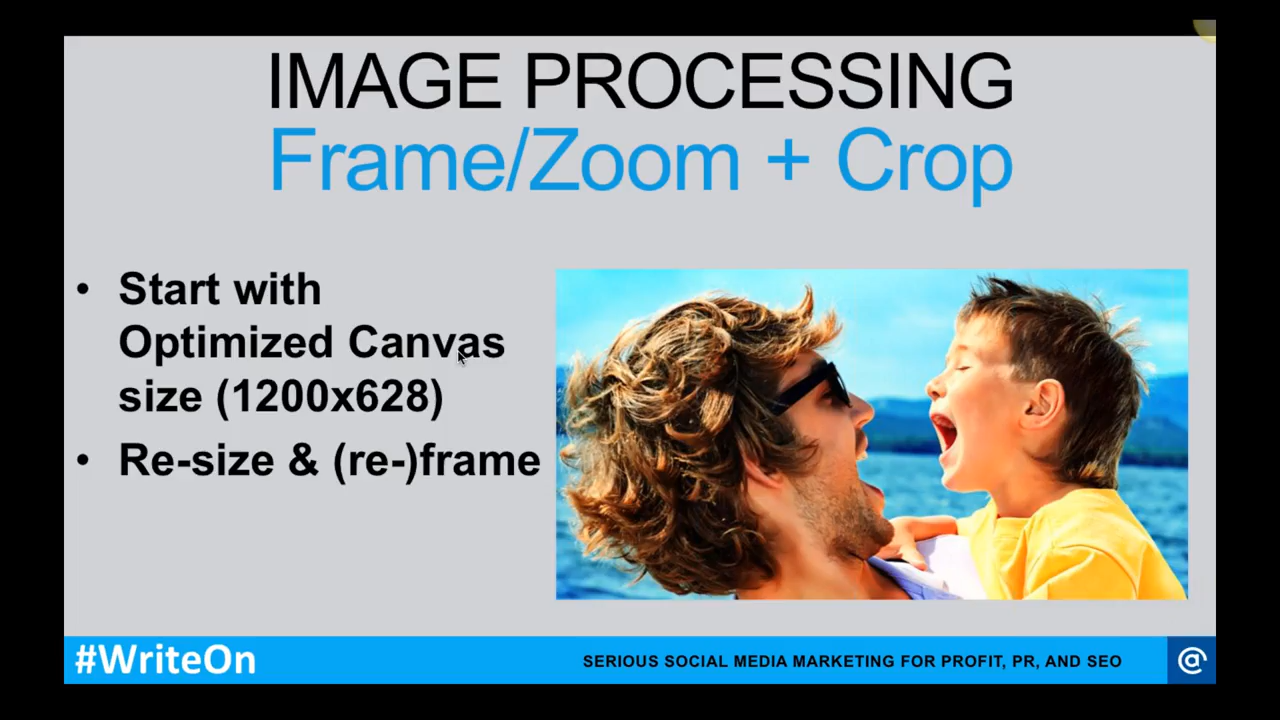 IMAGE PROCESSING
Frame/Zoom + Crop
• Start with
Optimized Canvas
size (1200x628)
• Re-size & (re-)frame
#WriteOn
SERIOUS SOCIAL MEDIA MARKETING FOR PROFIT, PR, AND SEO
@